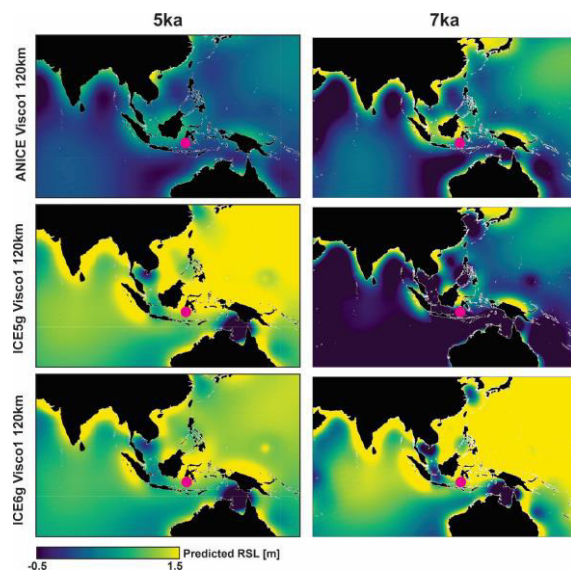 5ka 7ka
ANICE Visco1 120km
ICE5g Visco1 120km
ICE6g Visco1 120km
Predicted RSL [m]
-0.5 1.5